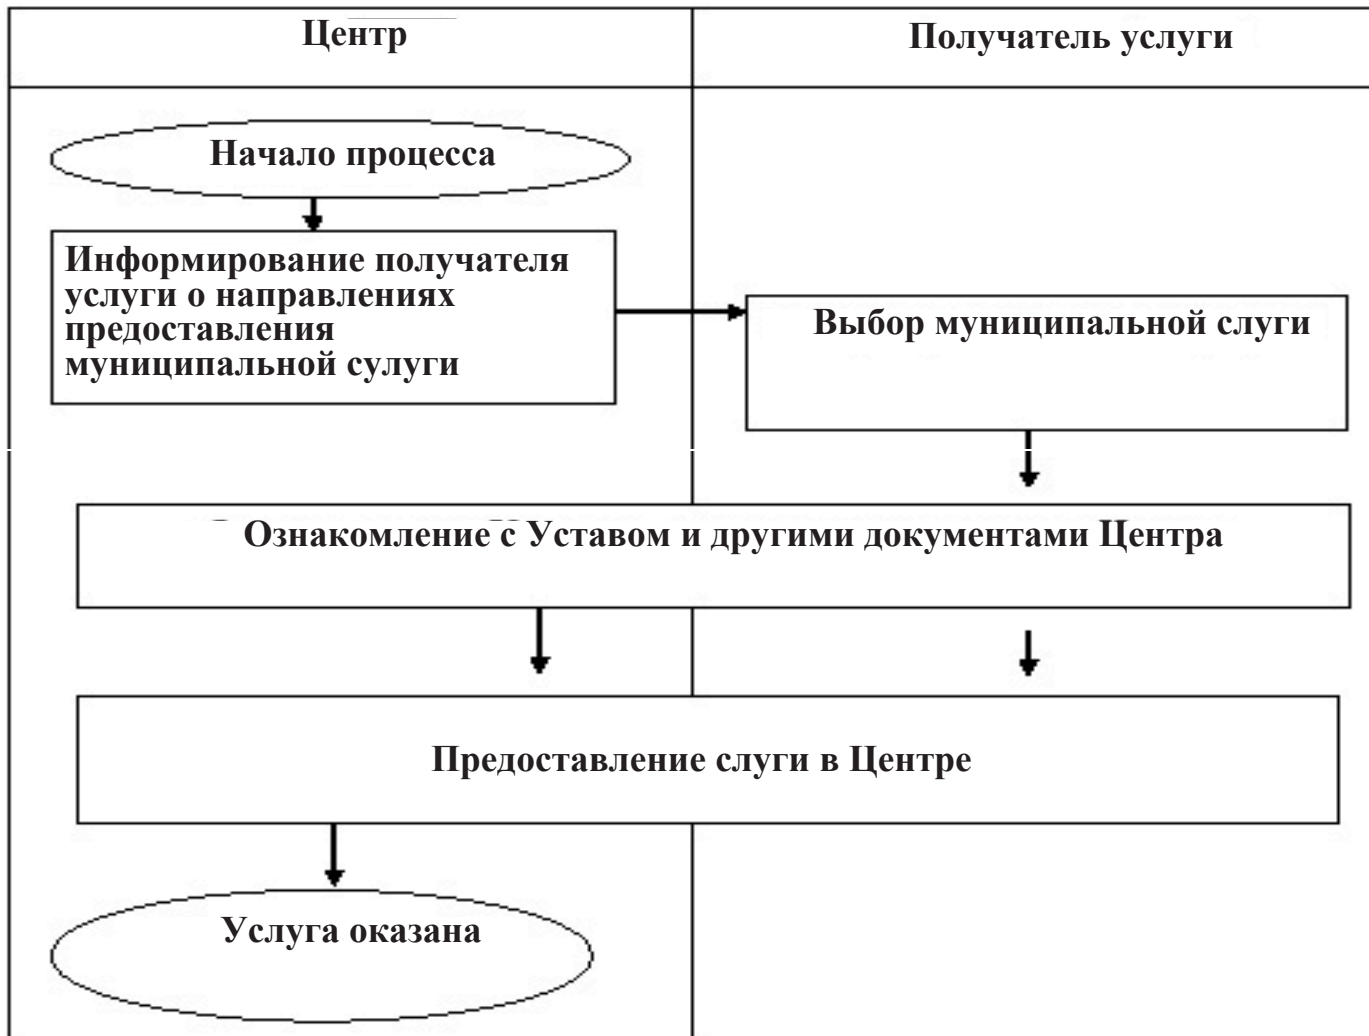 Центр
Получатель услуги
Начало процесса
Информирование получателя
услуги о направлениях
предоставления
муниципальной сулуги
Выбор муниципальной слуги
Ознакомление с Уставом и другими документами Центра
Предоставление слуги в Центре
Услуга оказана